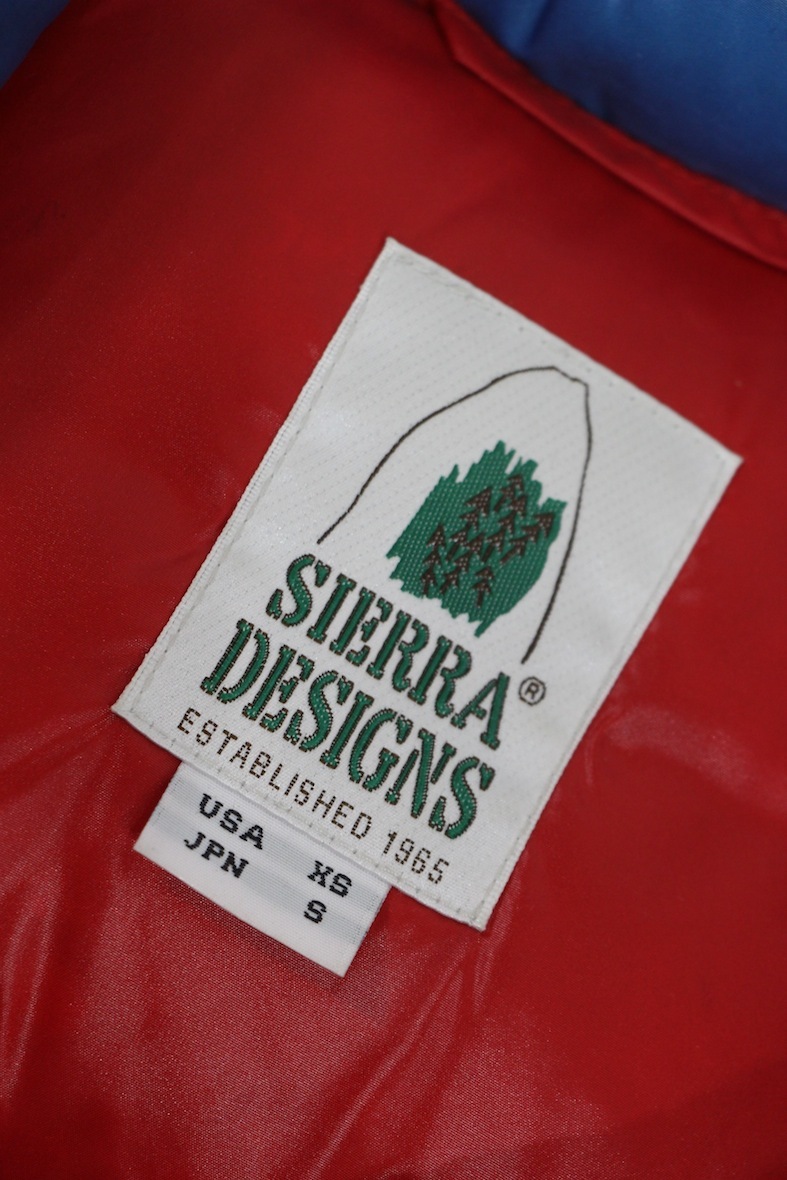 SIERRA ®
DESIGNS
ESTABLISHED 1965
USA XS
JPN S